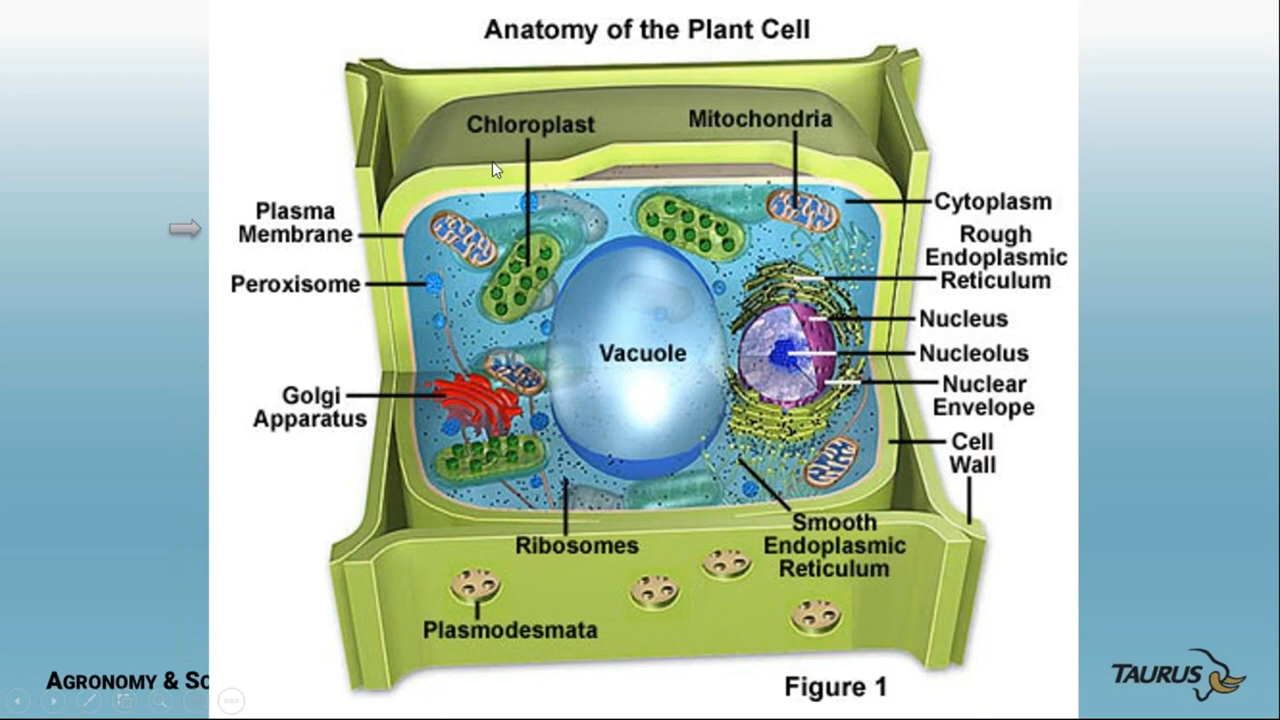 Anatomy of the Plant Cell
Chloroplast
Mitochondria
Plasma
Membrane
Cytoplasm
Rough
Endoplasmic
Reticulum
Peroxisome
Nucleus
Vacuole
Nucleolus
Golgi
Apparatus
Nuclear
Envelope
Cell
Wall
Smooth
Endoplasmic
Reticulum
Ribosomes
Plasmodesmata
AGRONOMY &
TAURUS
Figure 1